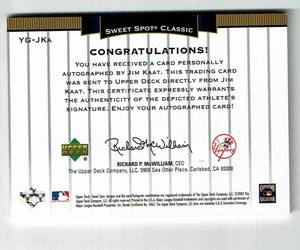 SWEET SPOT CLASSIC
YG-JKa
CONGRATULATIONS!
YOU HAVE RECEIVED A CARD PERSONALLY
AUTOGRAPHED BY JIM KAAT. THIS TRADING CARD
WAS SENT TO UPPER DECK DIRECTLY BY JIM
KAAT. THIS CERTIFICATE EXPRESSLY WARRANTS
THE AUTHENTICITY OF THE DEPICTED ATHLETE'S
SIGNATURE. ENJOY YOUR AUTOGRAPHED CARD!
Richard McWilliam
UPPER DECK
RICHARD P. McWILLIAM, CEO
The Upper Deck Company, LLC, 5909 Sea Otter Place, Carlsbad, CA 92008